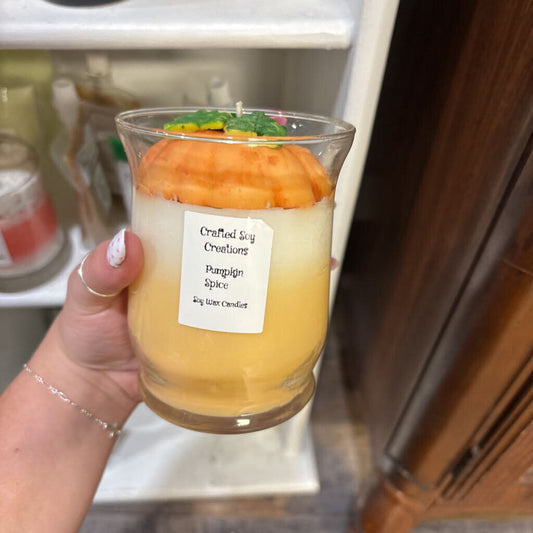 Crafted Soy
Creations
Pumpkin
Spice
Soy Wax Candles